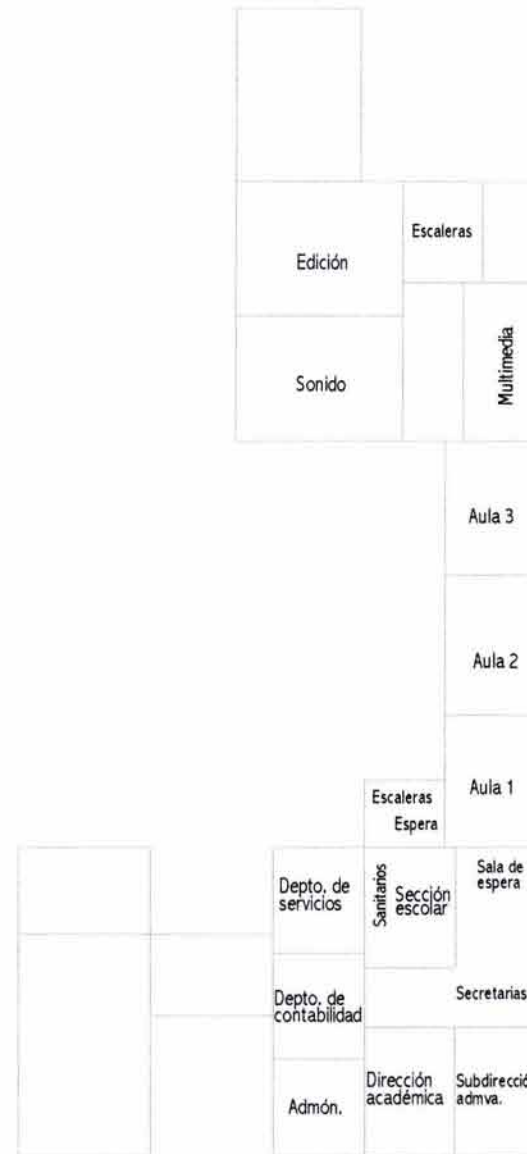 Escaleras
Edición
Multimedia
Sonido
Aula 3
Aula 2
Aula 1
Escaleras
Espera
Sala de
espera
Depto. de
servicios
Sanitarios
Sección
escolar
Secretarias
Depto. de
contabilidad
Dirección
académica
Subdirecció
admva.
Admón.